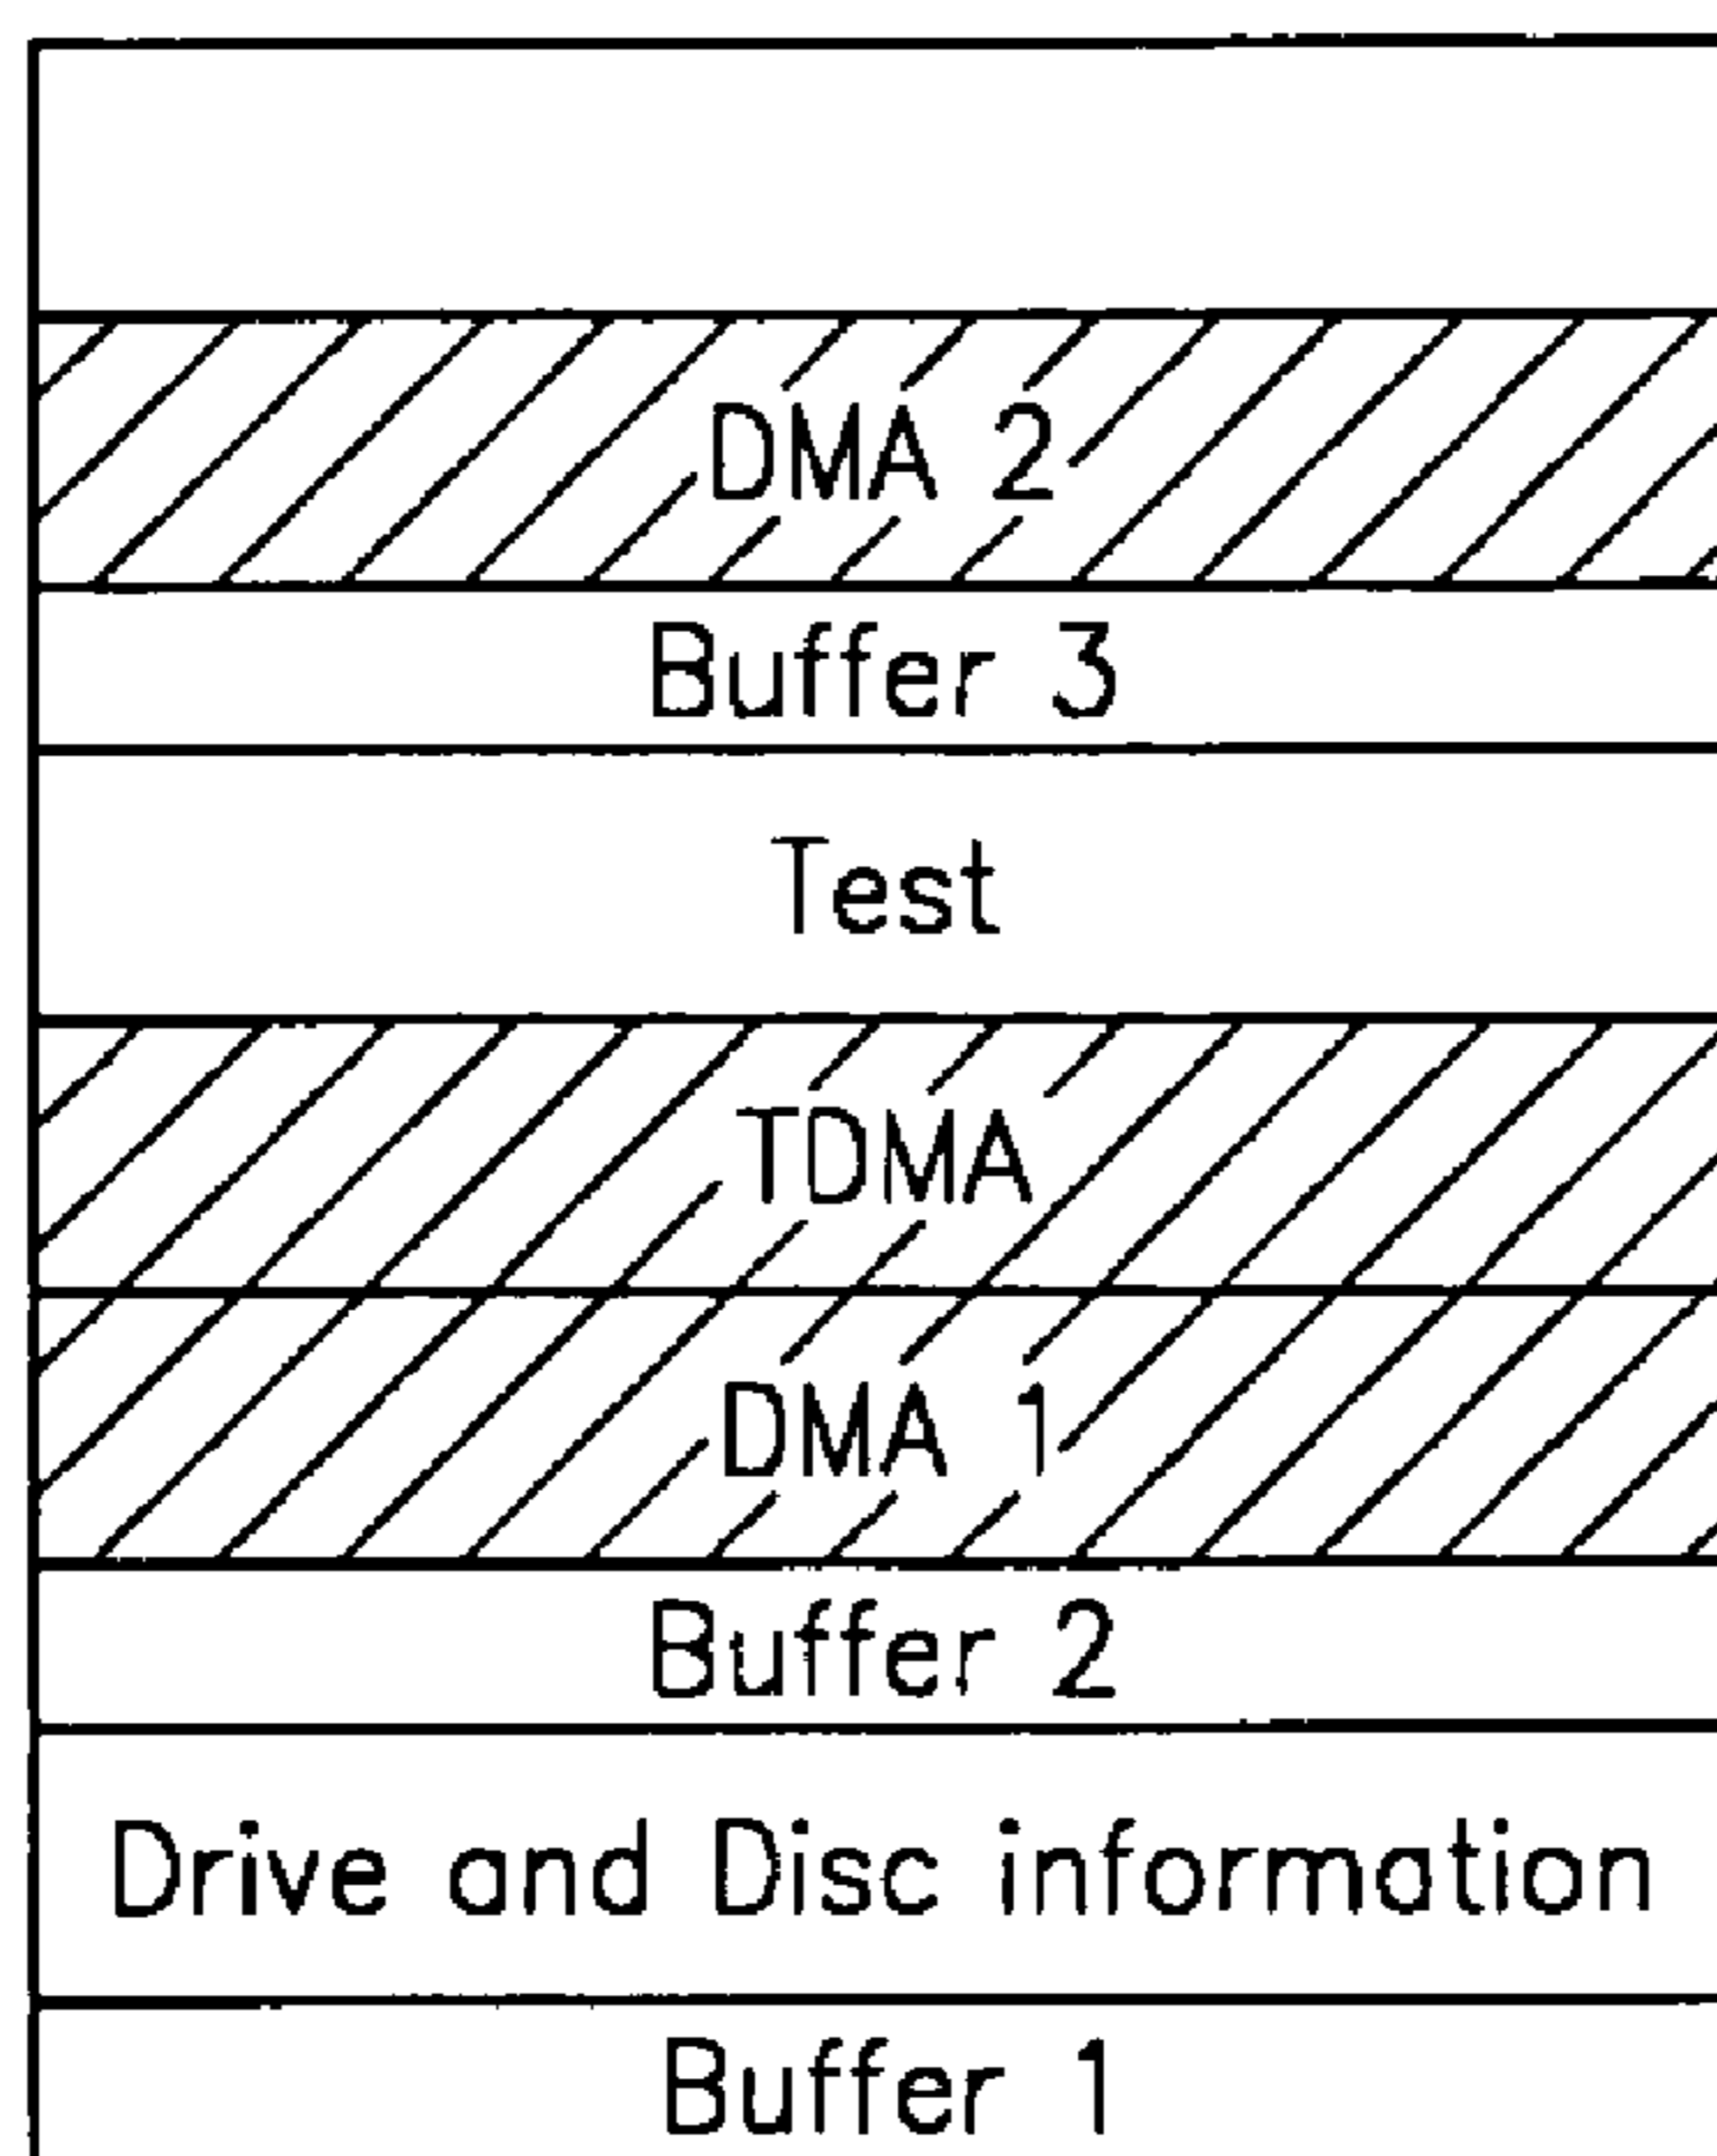 DMA 2
Buffer 3
Test
TDMA
DMA 1
Buffer 2
Drive and Disc information
Buffer 1